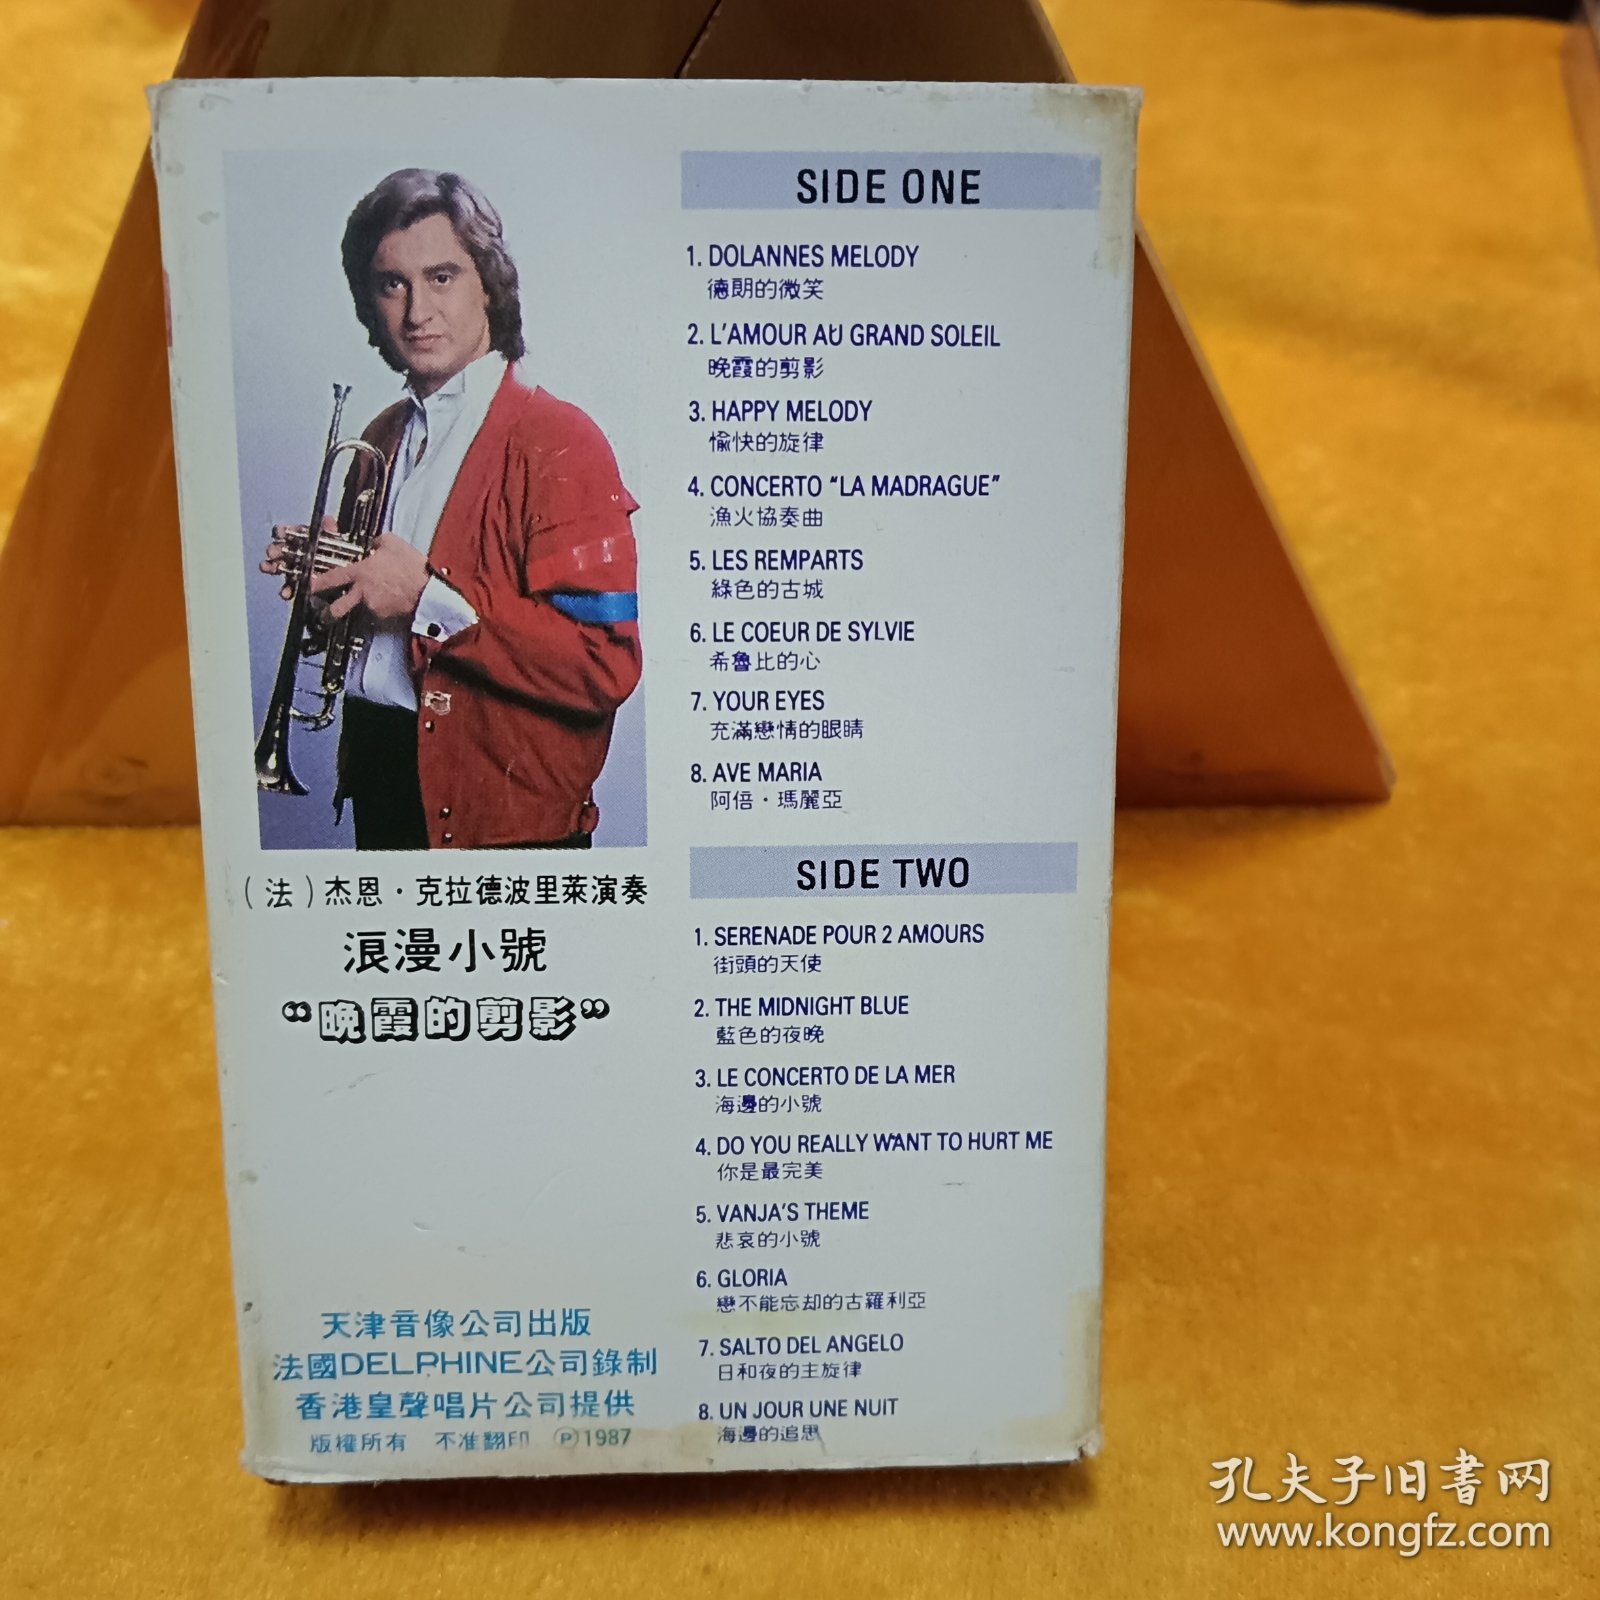 SIDE ONE
1. DOLANNES MELODY
德朗的微笑
2. L'AMOUR AU GRAND SOLEIL
晚霞的剪影
3. HAPPY MELODY
愉快的旋律
4. CONCERTO "LA MADRAGUE"
漁火協奏曲
5. LES REMPARTS
綠色的古城
6. LE COEUR DE SYLVIE
希魯比的心
7. YOUR EYES
充滿戀情的眼睛
8. AVE MARIA
阿倍·瑪麗亞
SIDE TWO
1. SERENADE POUR 2 AMOURS
街頭的天使
2. THE MIDNIGHT BLUE
藍色的夜晚
3. LE CONCERTO DE LA MER
海邊的小號
4. DO YOU REALLY WANT TO HURT ME
你是最完美
5. VANJA'S THEME
悲哀的小號
6. GLORIA
戀不能忘却的古羅利亞
7. SALTO DEL ANGELO
日和夜的主旋律
8. UN JOUR UNE NUIT
海邊的追思
（法）杰恩·克拉德波里萊演奏
浪漫小號
“晚霞的剪影”
天津音像公司出版
法國DELPHINE公司錄制
香港皇聲唱片公司提供
版權所有 不准翻印 Ⓟ1987
孔夫子旧書网
www.kongfz.com